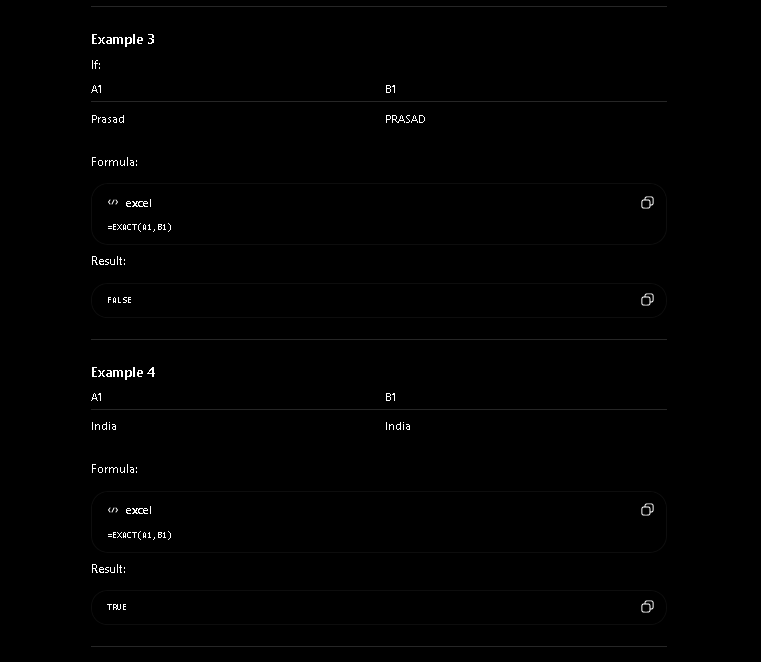 Example 3
If:
A1 B1
Prasad PRASAD
Formula:
excel
=EXACT(A1,B1)
Result:
FALSE
Example 4
A1 B1
India India
Formula:
excel
=EXACT(A1,B1)
Result:
TRUE